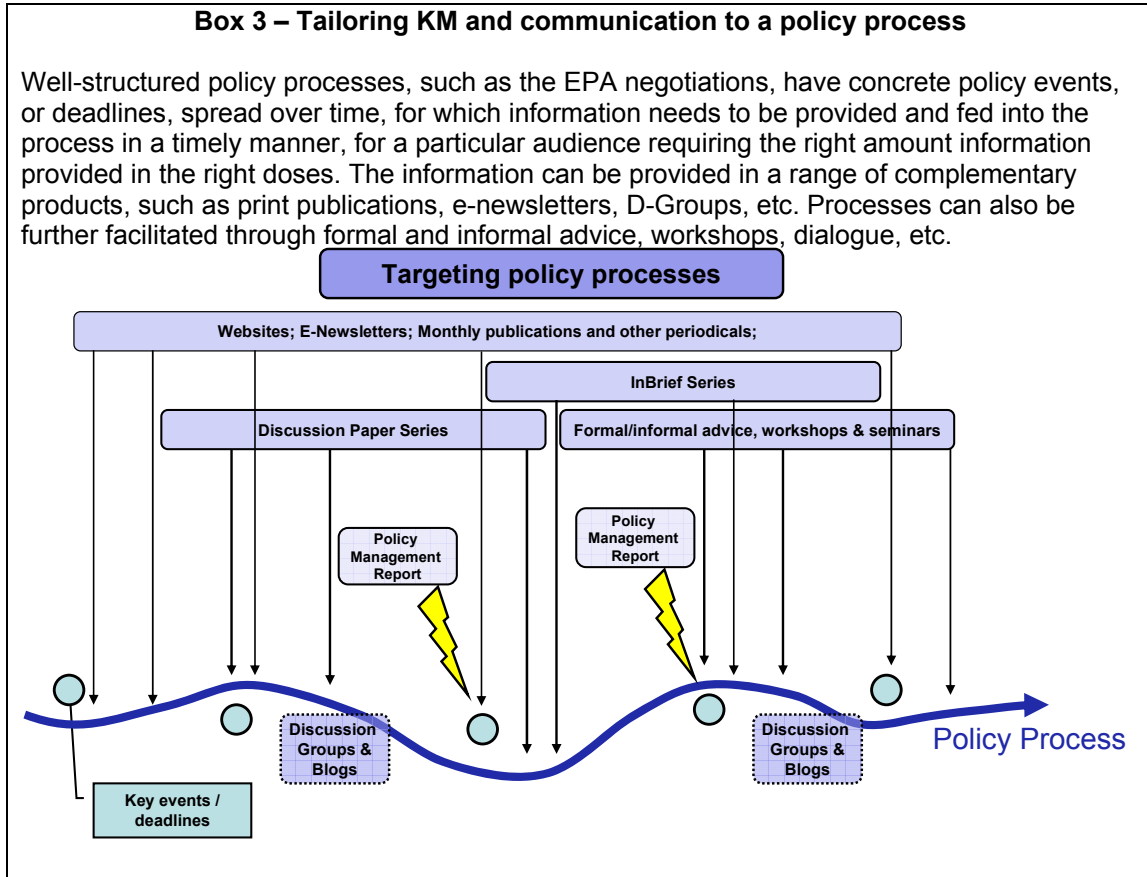 Box 3 – Tailoring KM and communication to a policy process
Well-structured policy processes, such as the EPA negotiations, have concrete policy events,
or deadlines, spread over time, for which information needs to be provided and fed into the
process in a timely manner, for a particular audience requiring the right amount information
provided in the right doses. The information can be provided in a range of complementary
products, such as print publications, e-newsletters, D-Groups, etc. Processes can also be
further facilitated through formal and informal advice, workshops, dialogue, etc.
Targeting policy processes
Websites; E-Newsletters; Monthly publications and other periodicals;
InBrief Series
Discussion Paper Series
Formal/informal advice, workshops & seminars
Policy
Management
Report
Policy
Management
Report
Discussion
Groups &
Blogs
Discussion
Groups &
Blogs
Policy Process
Key events /
deadlines